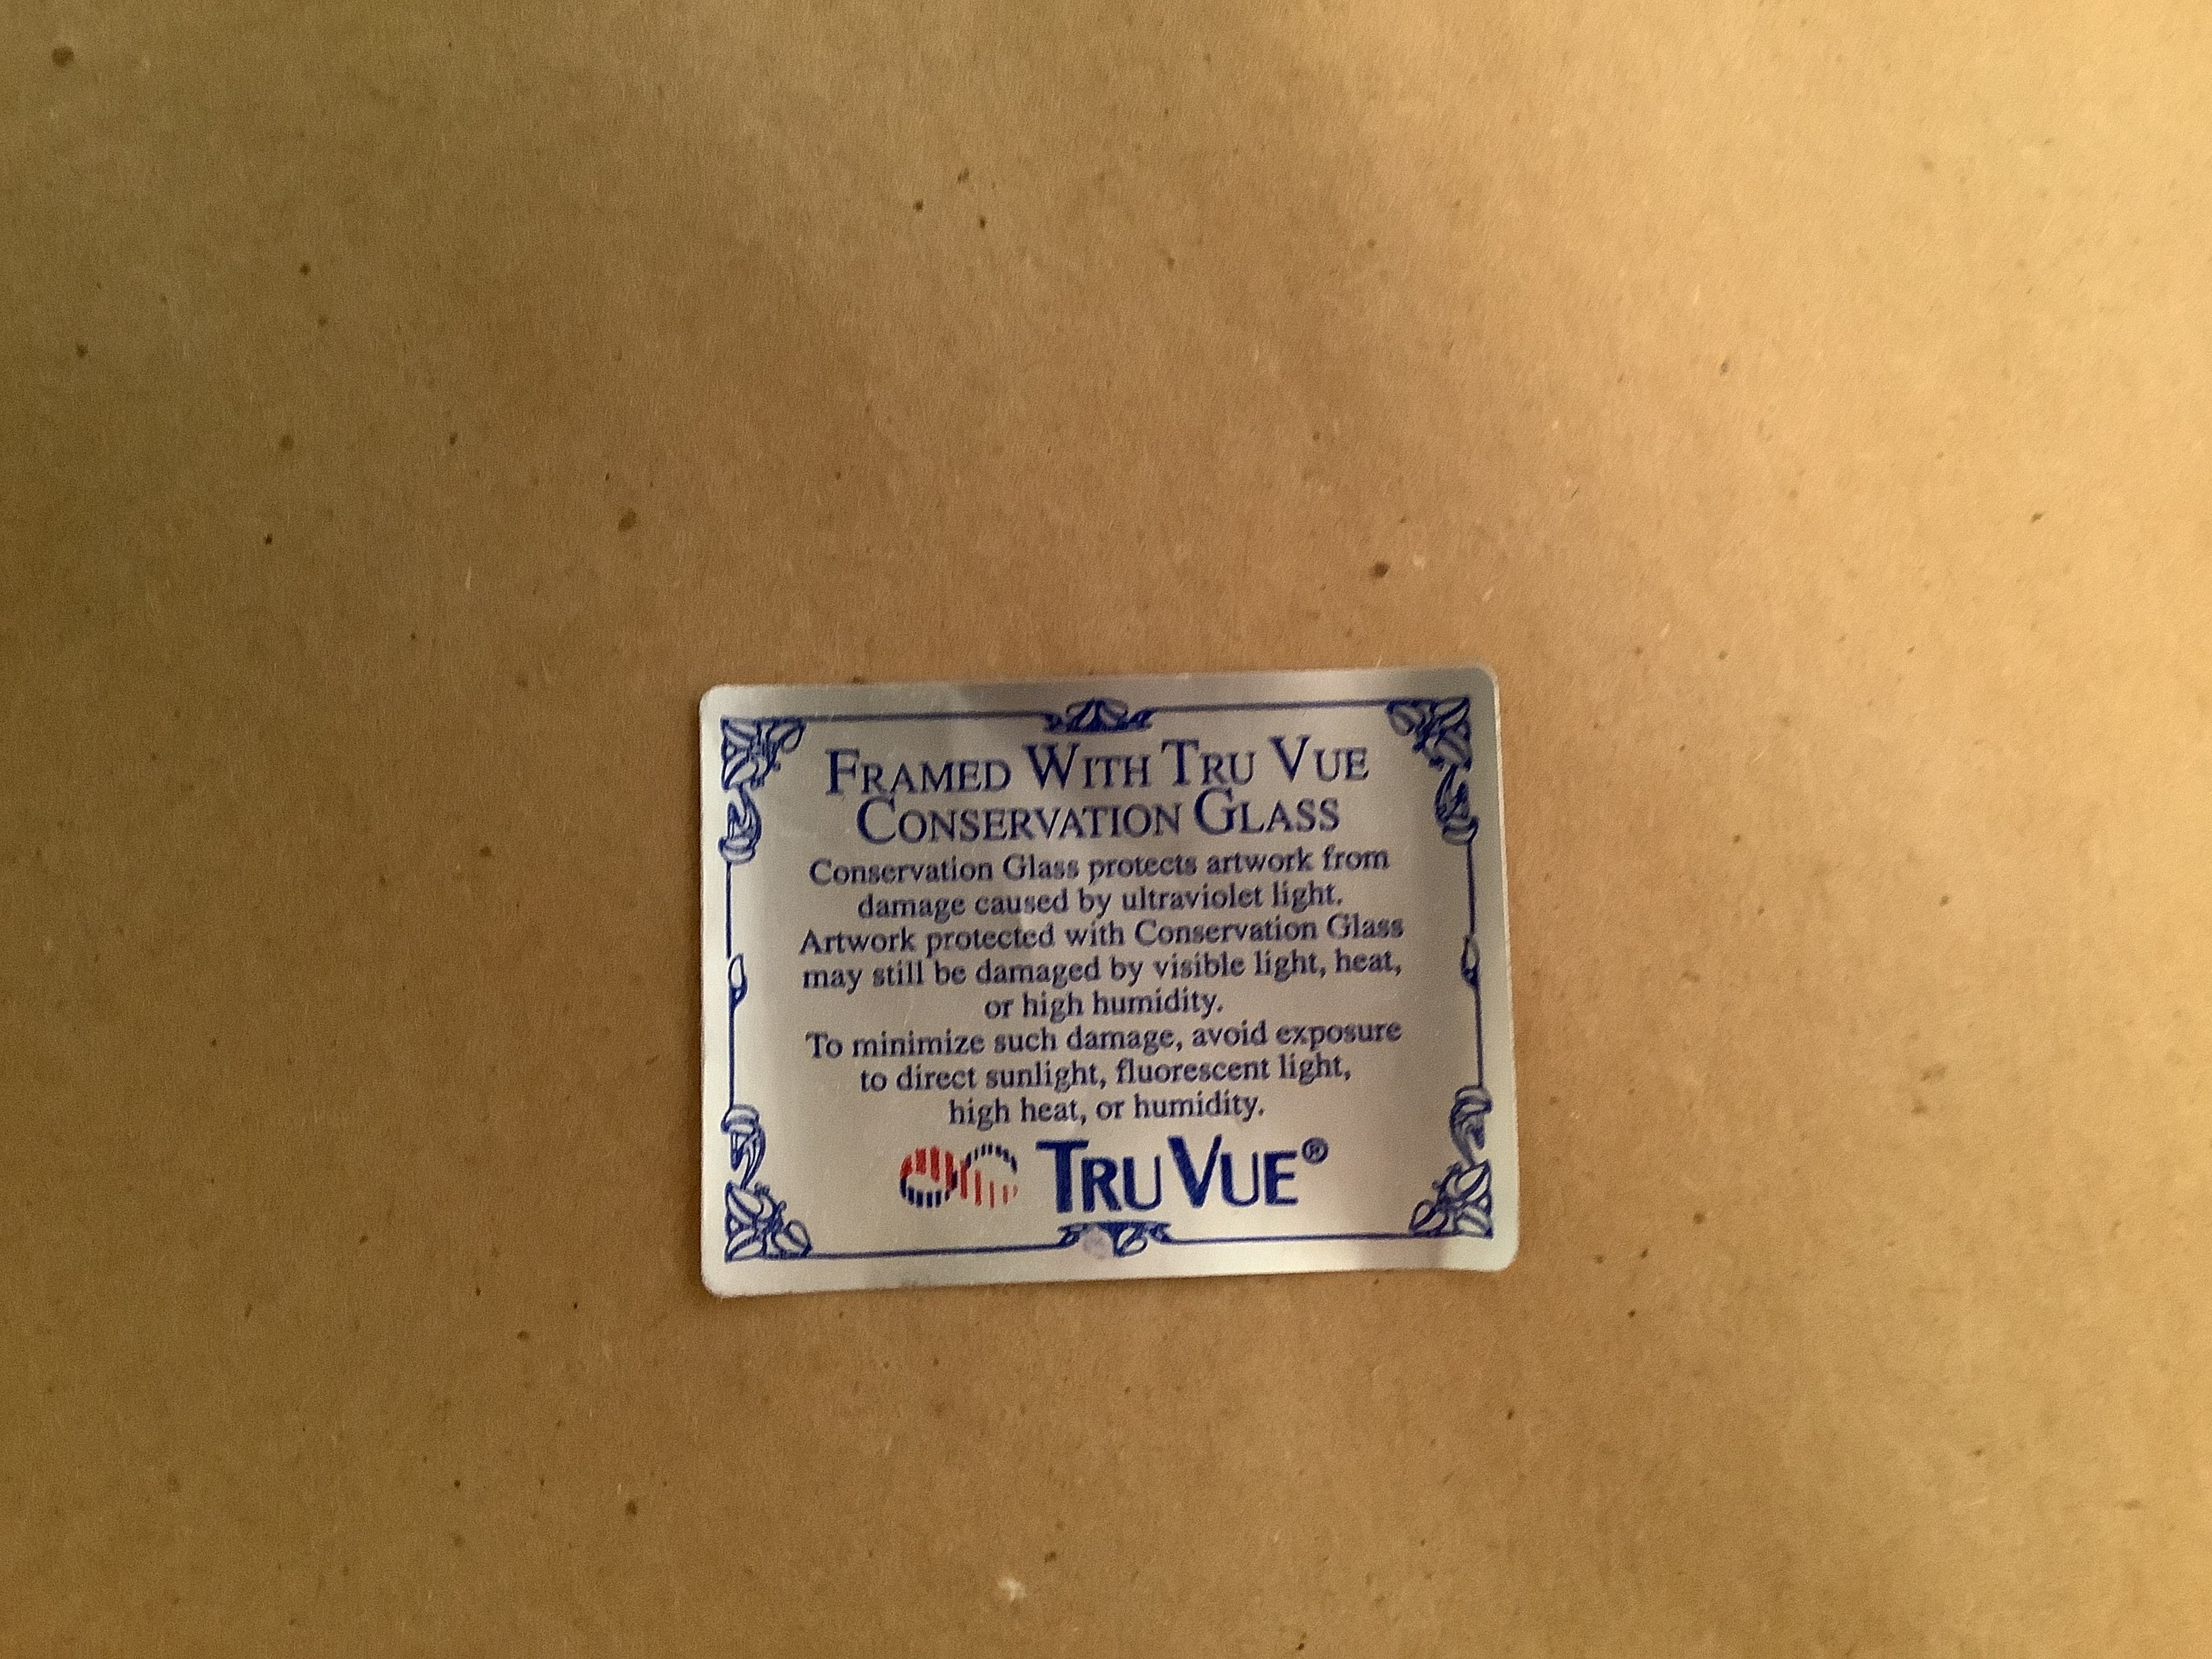 FRAMED WITH TRU VUE
CONSERVATION GLASS
Conservation Glass protects artwork from
damage caused by ultraviolet light.
Artwork protected with Conservation Glass
may still be damaged by visible light, heat,
or high humidity.
To minimize such damage, avoid exposure
to direct sunlight, fluorescent light,
high heat, or humidity.
TRU VUE®